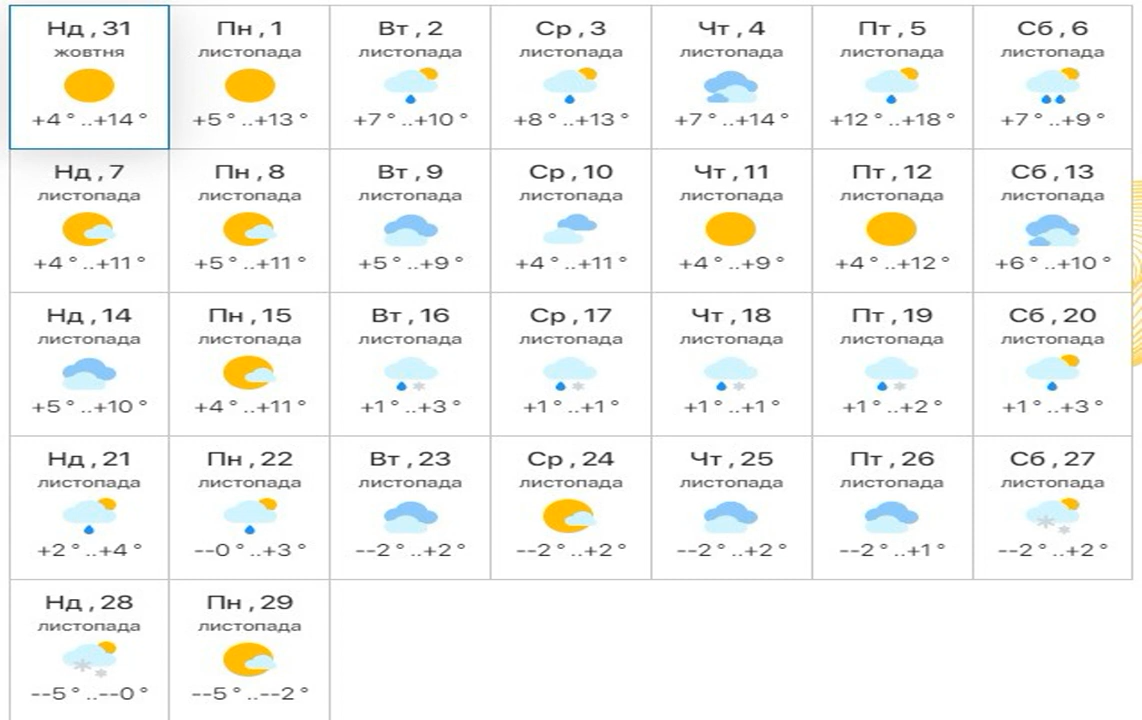 Нд , 31
жовтня
+4 ° ..+14 °
Пн , 1
листопада
+5 ° ..+13 °
Вт , 2
листопада
+7 ° ..+10 °
Ср , 3
листопада
+8 ° ..+13 °
Чт , 4
листопада
+7 ° ..+14 °
Пт , 5
листопада
+12 ° ..+18 °
Сб , 6
листопада
+7 ° ..+9 °
Нд , 7
листопада
+4 ° ..+11 °
Пн , 8
листопада
+5 ° ..+11 °
Вт , 9
листопада
+5 ° ..+9 °
Ср , 10
листопада
+4 ° ..+11 °
Чт , 11
листопада
+4 ° ..+9 °
Пт , 12
листопада
+4 ° ..+12 °
Сб , 13
листопада
+6 ° ..+10 °
Нд , 14
листопада
+5 ° ..+10 °
Пн , 15
листопада
+4 ° ..+11 °
Вт , 16
листопада
+1 ° ..+3 °
Ср , 17
листопада
+1 ° ..+1 °
Чт , 18
листопада
+1 ° ..+1 °
Пт , 19
листопада
+1 ° ..+2 °
Сб , 20
листопада
+1 ° ..+3 °
Нд , 21
листопада
+2 ° ..+4 °
Пн , 22
листопада
--0 ° ..+3 °
Вт , 23
листопада
--2 ° ..+2 °
Ср , 24
листопада
--2 ° ..+2 °
Чт , 25
листопада
--2 ° ..+2 °
Пт , 26
листопада
--2 ° ..+1 °
Сб , 27
листопада
--2 ° ..+2 °
Нд , 28
листопада
--5 ° ..--0 °
Пн , 29
листопада
--5 ° ..--2 °